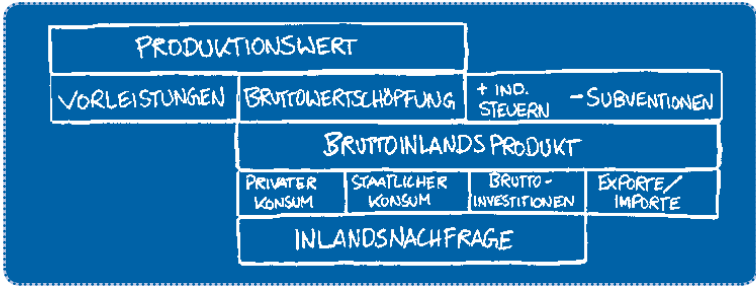 PRODUKTIONSWERT
VORLEISTUNGEN BRUTTOWERTSCHÖPFUNG + IND. STEUERN - SUBVENTIONEN
BRUTTOINLANDSPRODUKT
PRIVATER KONSUM STAATLICHER KONSUM BRUTTO-INVESTITIONEN EXPORTE/IMPORTE
INLANDSNACHFRAGE